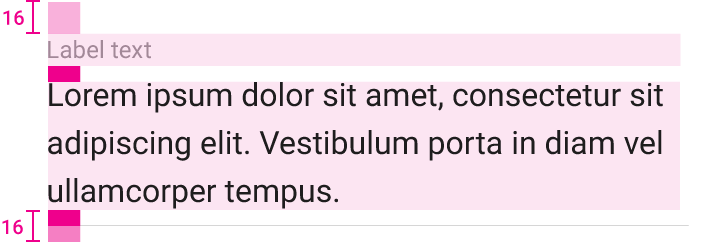 16
Label text
Lorem ipsum dolor sit amet, consectetur sit
adipiscing elit. Vestibulum porta in diam vel
ullamcorper tempus.
16